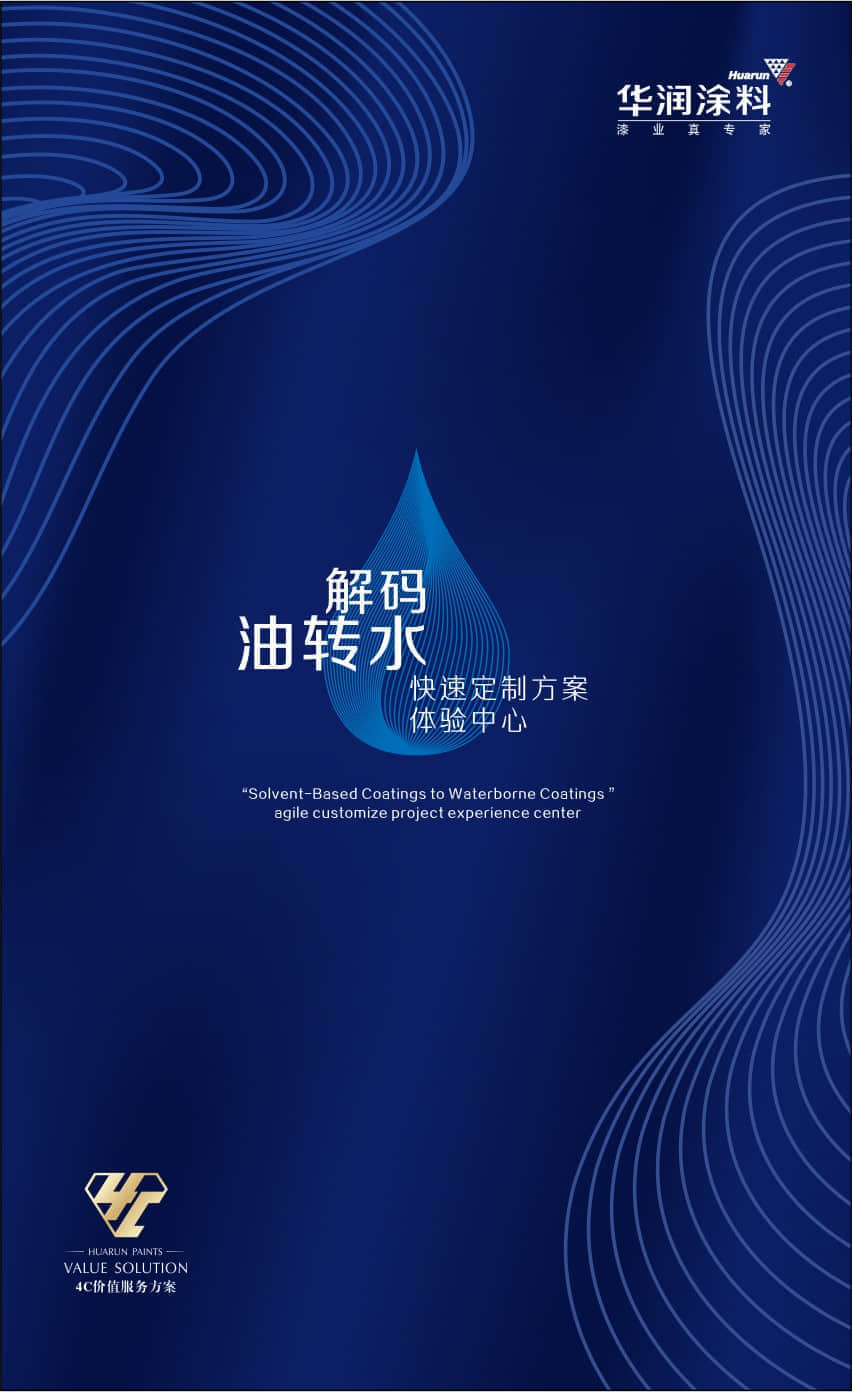 Huarun
华润涂料
漆业真专家
解码
油转水
快速定制方案
体验中心
“Solvent-Based Coatings to Waterborne Coatings ”
agile customize project experience center
4C
HUARUN PAINTS
VALUE SOLUTION
4C价值服务方案